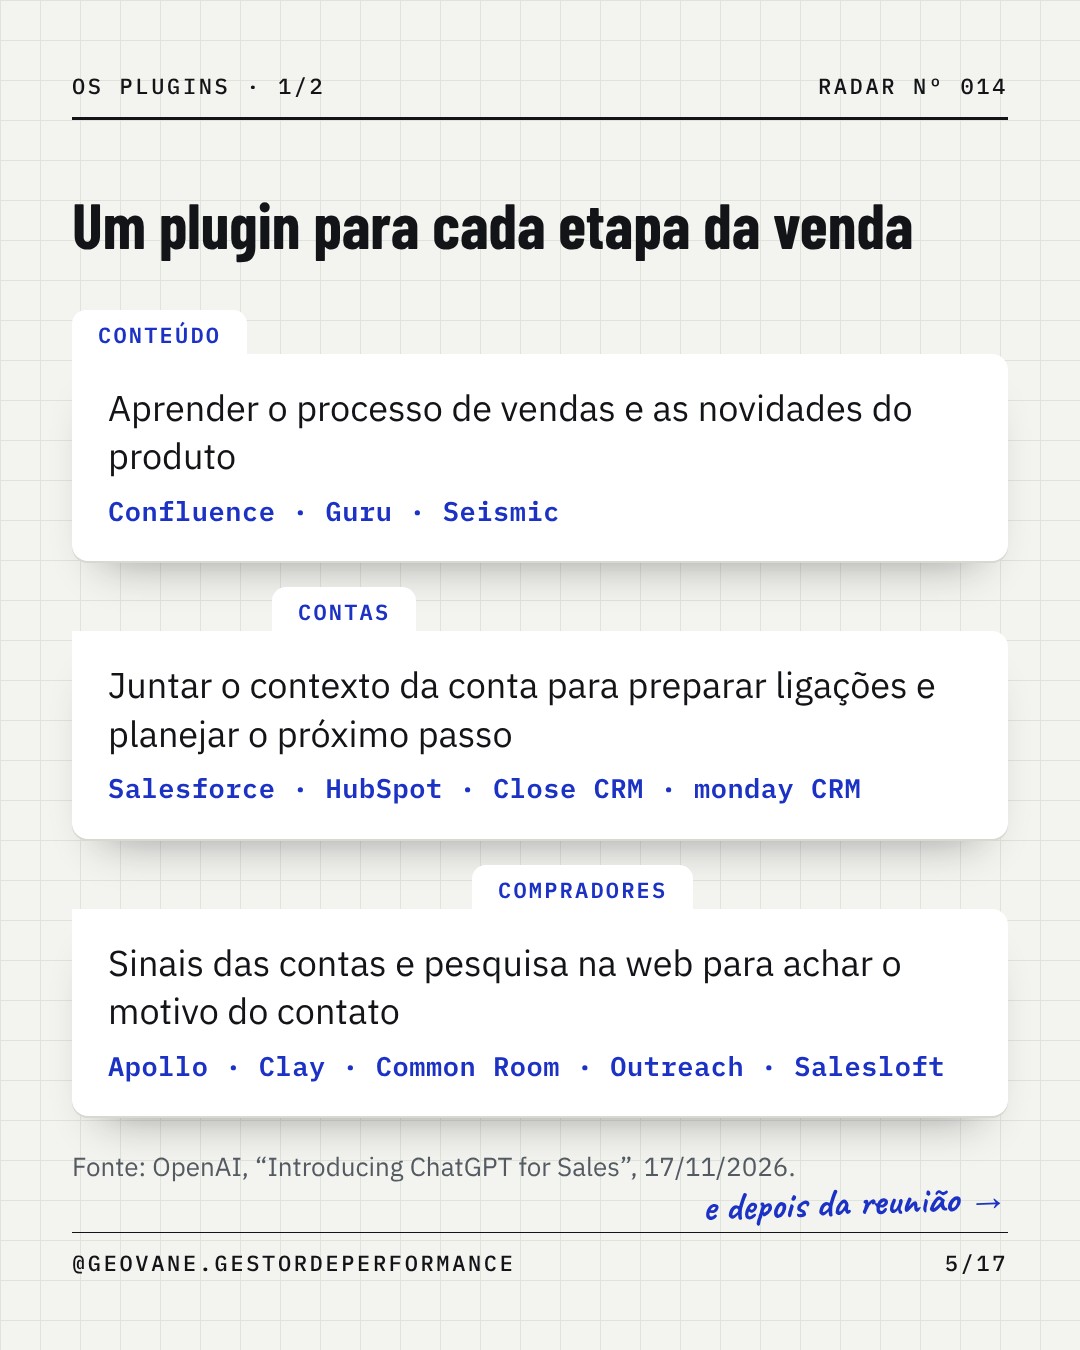 OS PLUGINS · 1/2
RADAR Nº 014
Um plugin para cada etapa da venda
CONTEÚDO
Aprender o processo de vendas e as novidades do
produto
Confluence · Guru · Seismic
CONTAS
Juntar o contexto da conta para preparar ligações e
planejar o próximo passo
Salesforce · HubSpot · Close CRM · monday CRM
COMPRADORES
Sinais das contas e pesquisa na web para achar o
motivo do contato
Apollo · Clay · Common Room · Outreach · Salesloft
Fonte: OpenAI, “Introducing ChatGPT for Sales”, 17/11/2026.
e depois da reunião →
@GEOVANE.GESTORDEPERFORMANCE
5/17